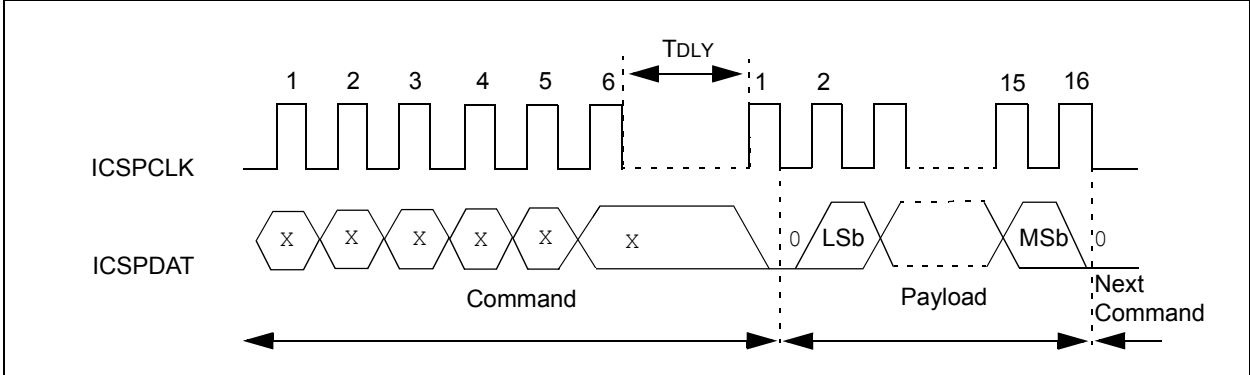 TDLY
1 2 3 4 5 6 1 2 15 16
ICSPCLK
X X X X X X 0 LSb MSb 0
ICSPDAT
Command
Payload
Next
Command